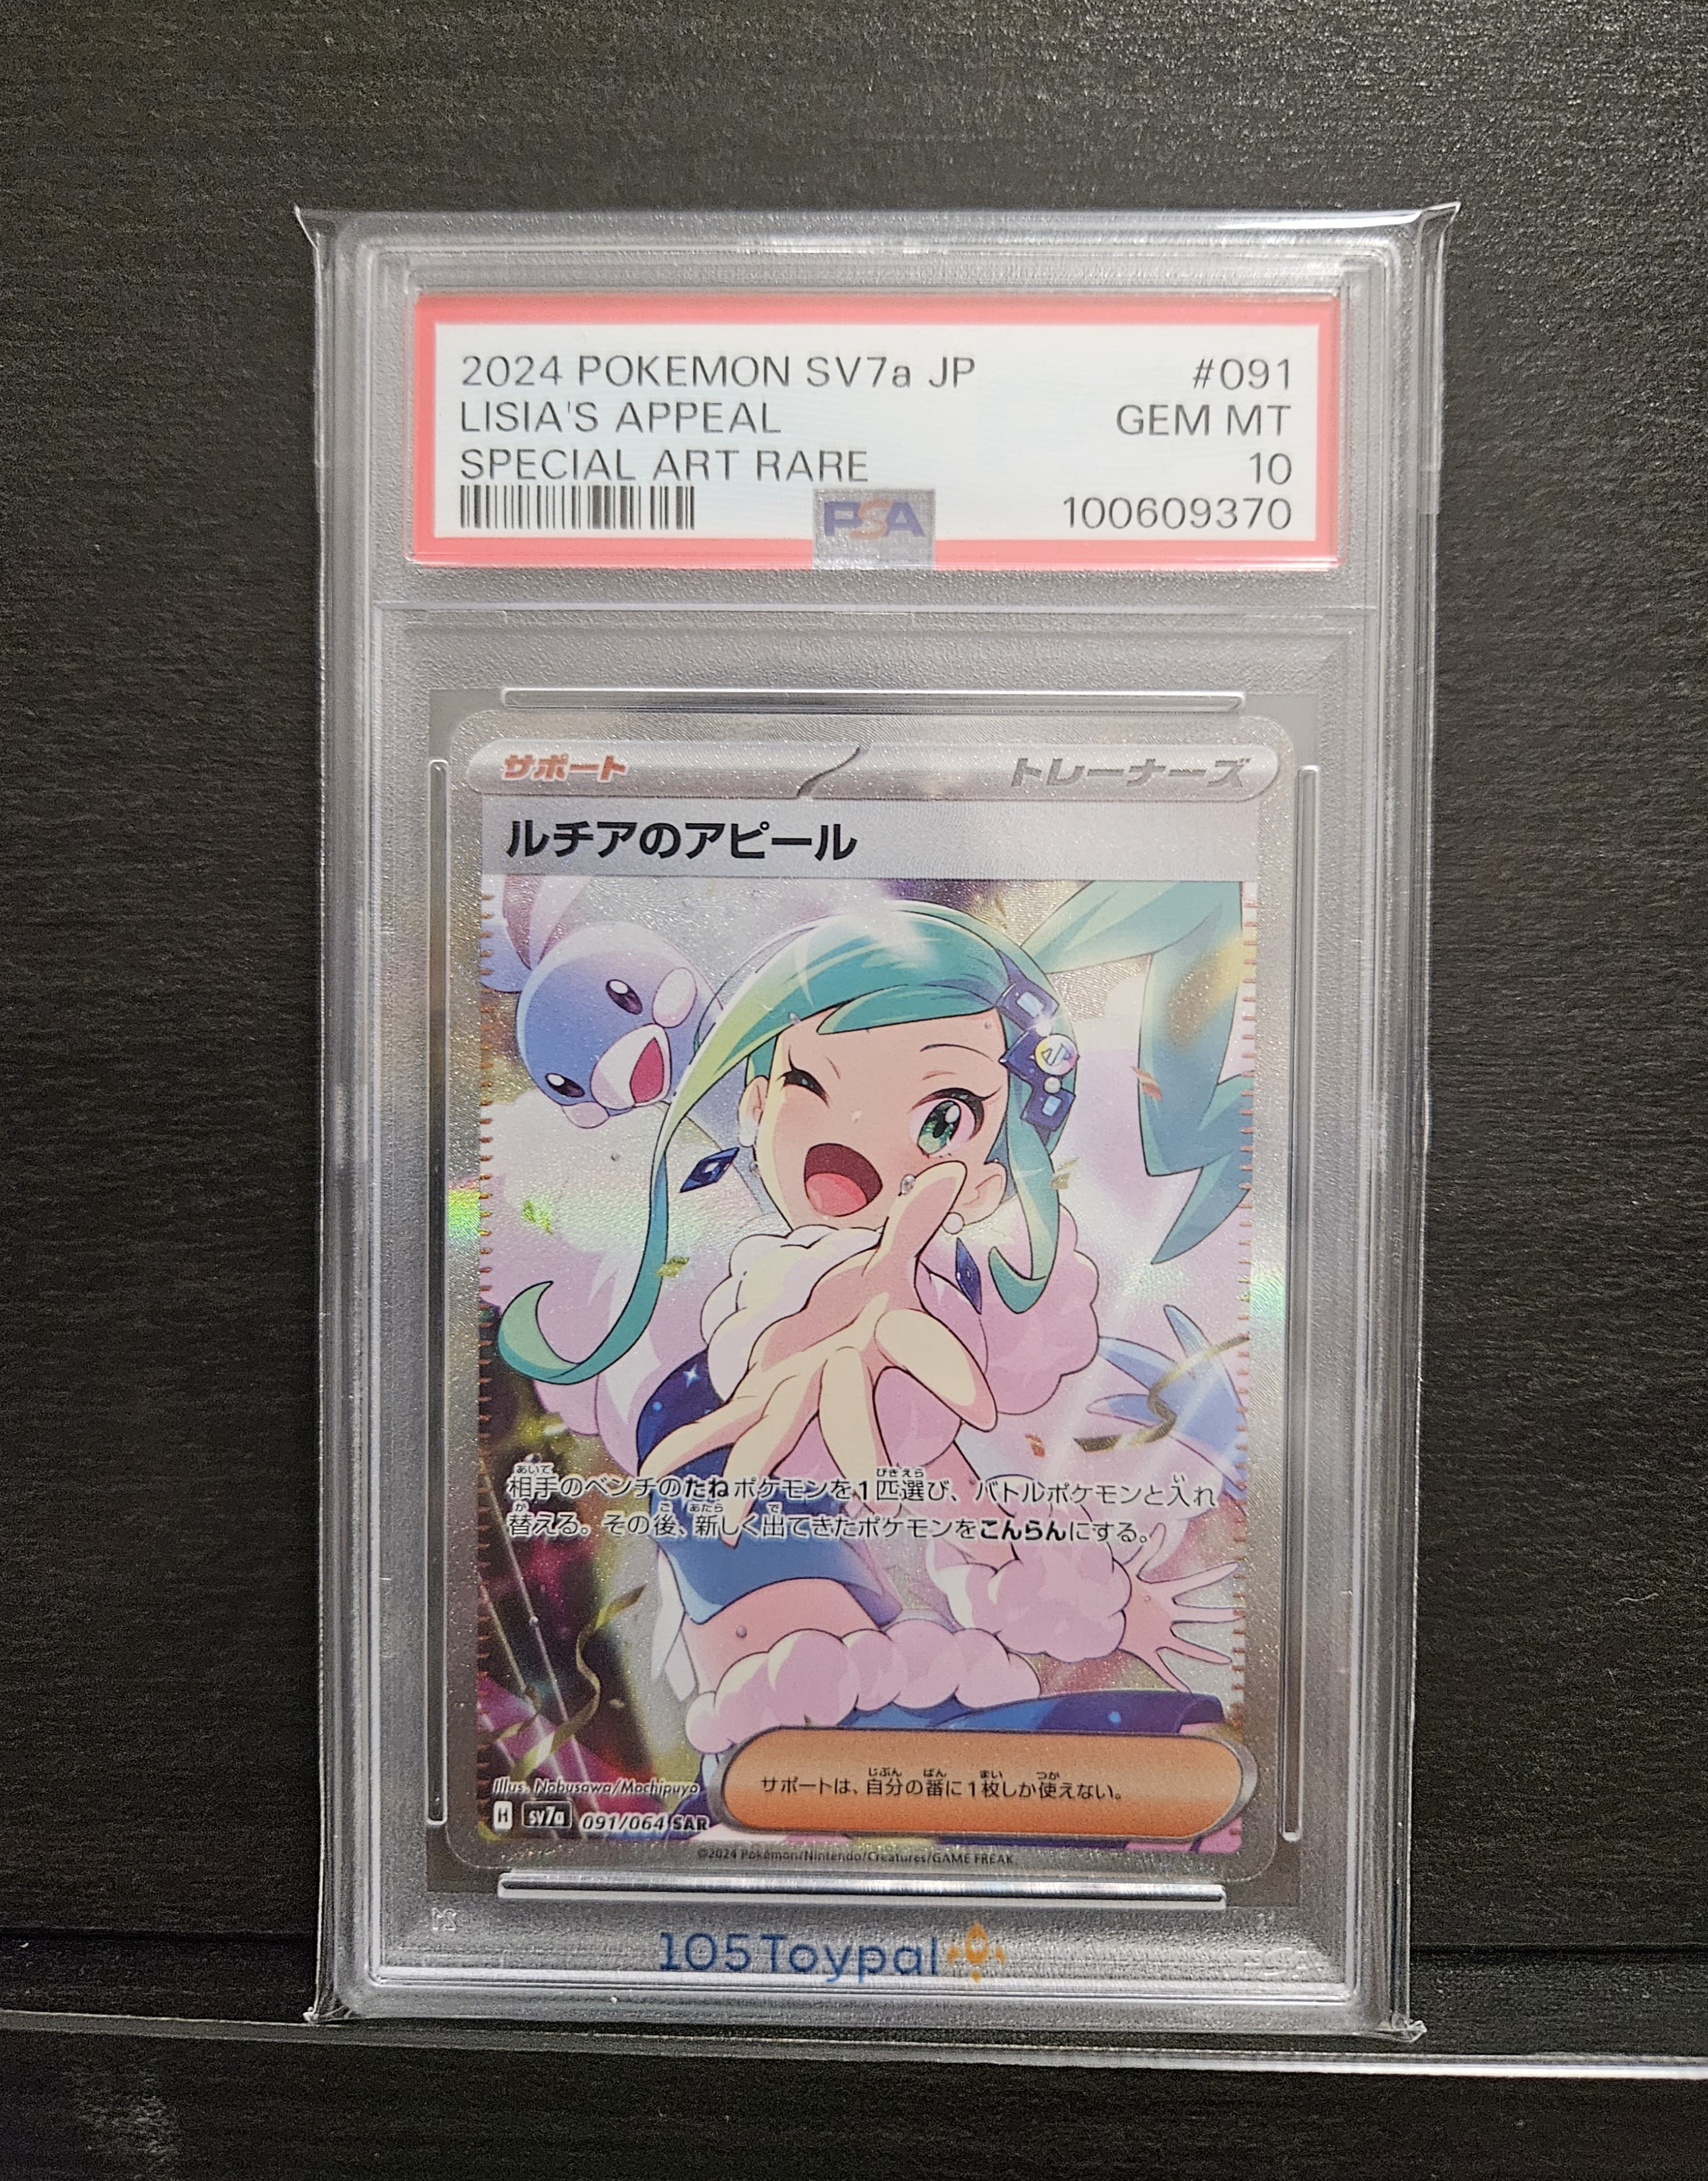 2024 POKEMON SV7a JP #091
LISIA'S APPEAL GEM MT
SPECIAL ART RARE 10
PSA 100609370
サポート トレーナーズ
ルチアのアピール
相手のベンチのたねポケモンを1匹選び、バトルポケモンと入れ
替える。その後、新しく出てきたポケモンをこんらんにする。
サポートは、自分の番に1枚しか使えない。
Illus. Nobusawa/Mochipuyo
H sv7a 091/064 SAR
©2024 Pokémon/Nintendo/Creatures/GAME FREAK
105Toypal